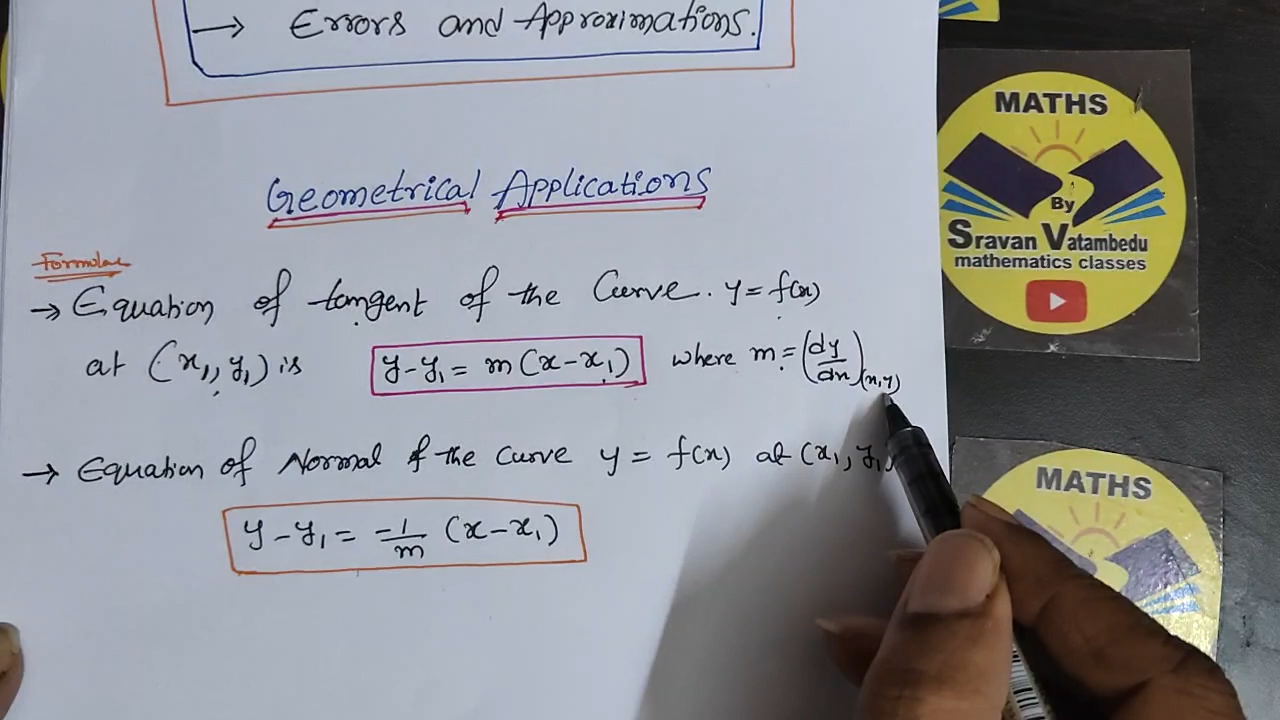 → Errors and Approximations.
Geometrical Applications
Formulae
→ Equation of tangent of the Curve. y = f(x)
at (x₁, y₁) is y-y₁ = m(x-x₁) where m = (dy/dx)(x,y)
→ Equation of Normal of the Curve y = f(x) at (x₁, y₁)
y-y₁ = -1/m (x-x₁)
MATHS
By
Sravan Vatambedu
mathematics classes
MATHS